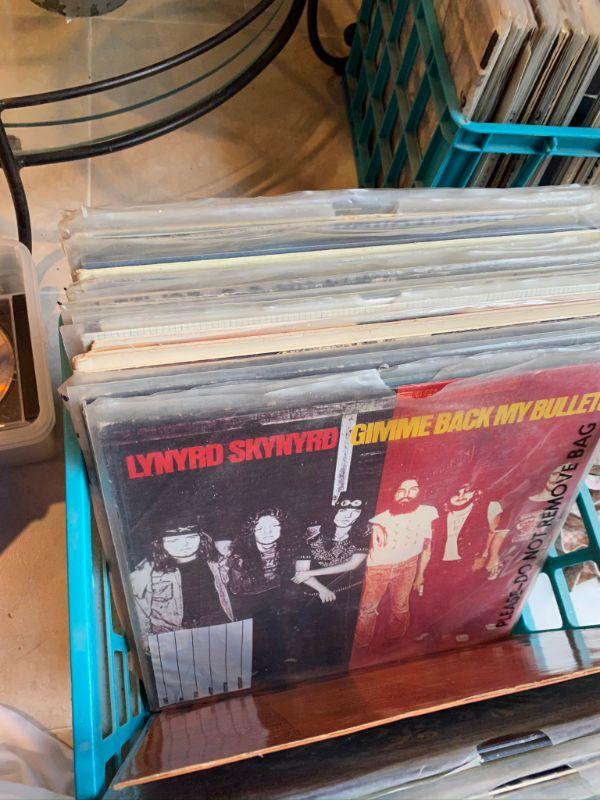 LYNYRD SKYNYRD
GIMME BACK MY BULLETS
PLEASE-DO NOT REMOVE BAG